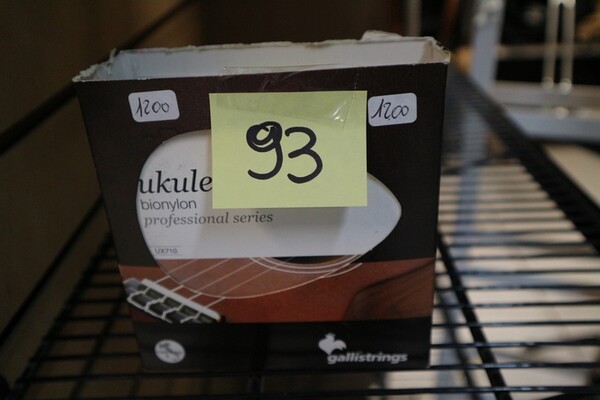 1200
1200
93
ukule
bionylon
professional series
UX710
gallistrings